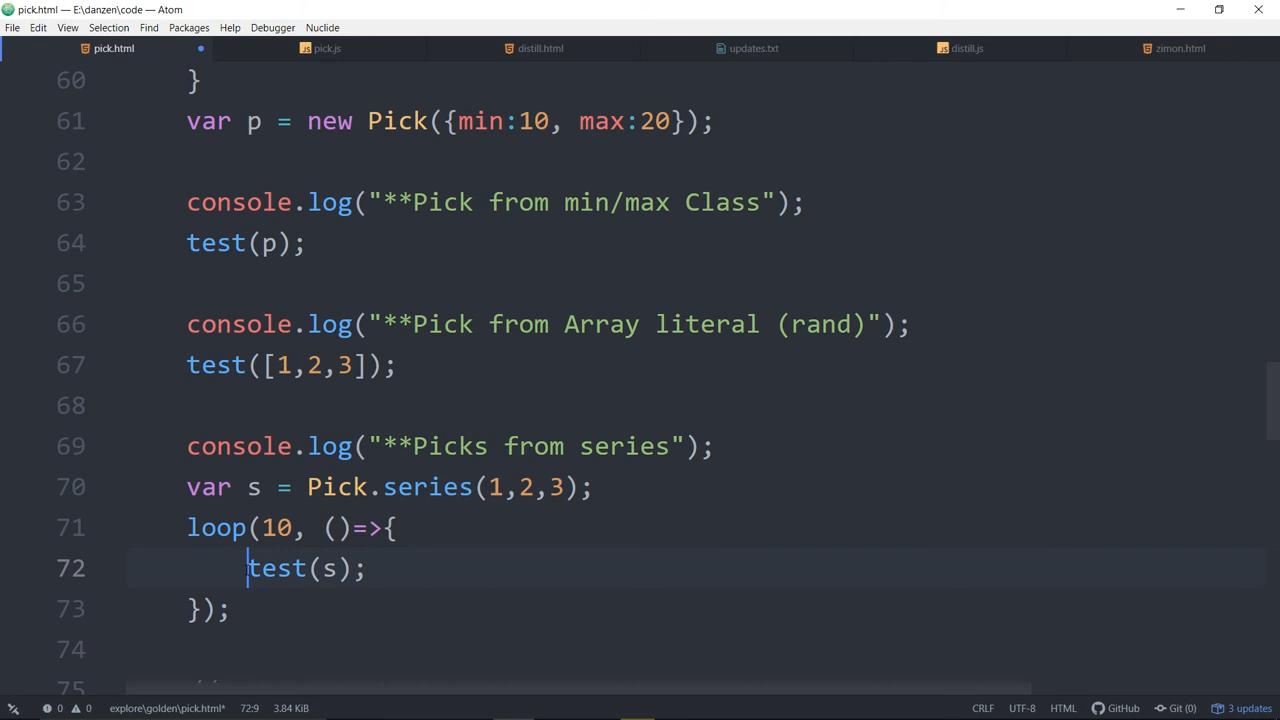 pick.html — E:\danzen\code — Atom
File Edit View Selection Find Packages Help Debugger Nuclide
pick.html pick.js distill.html updates.txt distill.js zimon.html
60 }
61 var p = new Pick({min:10, max:20});
62
63 console.log("**Pick from min/max Class");
64 test(p);
65
66 console.log("**Pick from Array literal (rand)");
67 test([1,2,3]);
68
69 console.log("**Picks from series");
70 var s = Pick.series(1,2,3);
71 loop(10, ()=>{
72 test(s);
73 });
74
75 //
0 0 explore\golden\pick.html* 72:9 CRLF UTF-8 HTML GitHub Git (0) 3 updates